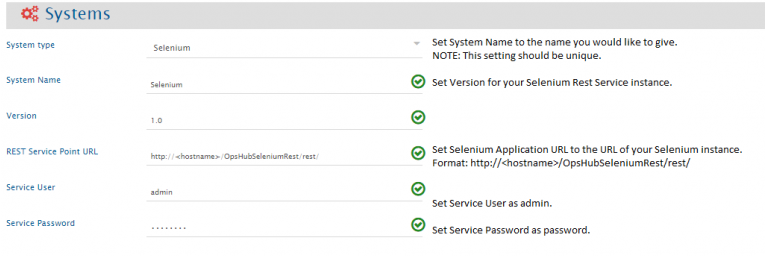 Systems
System type
Selenium
Set System Name to the name you would like to give.
NOTE: This setting should be unique.
System Name
Selenium
Set Version for your Selenium Rest Service instance.
Version
1.0
REST Service Point URL
http://<hostname>/OpsHubSeleniumRest/rest/
Set Selenium Application URL to the URL of your Selenium instance.
Format: http://<hostname>/OpsHubSeleniumRest/rest/
Service User
admin
Set Service User as admin.
Service Password
........
Set Service Password as password.